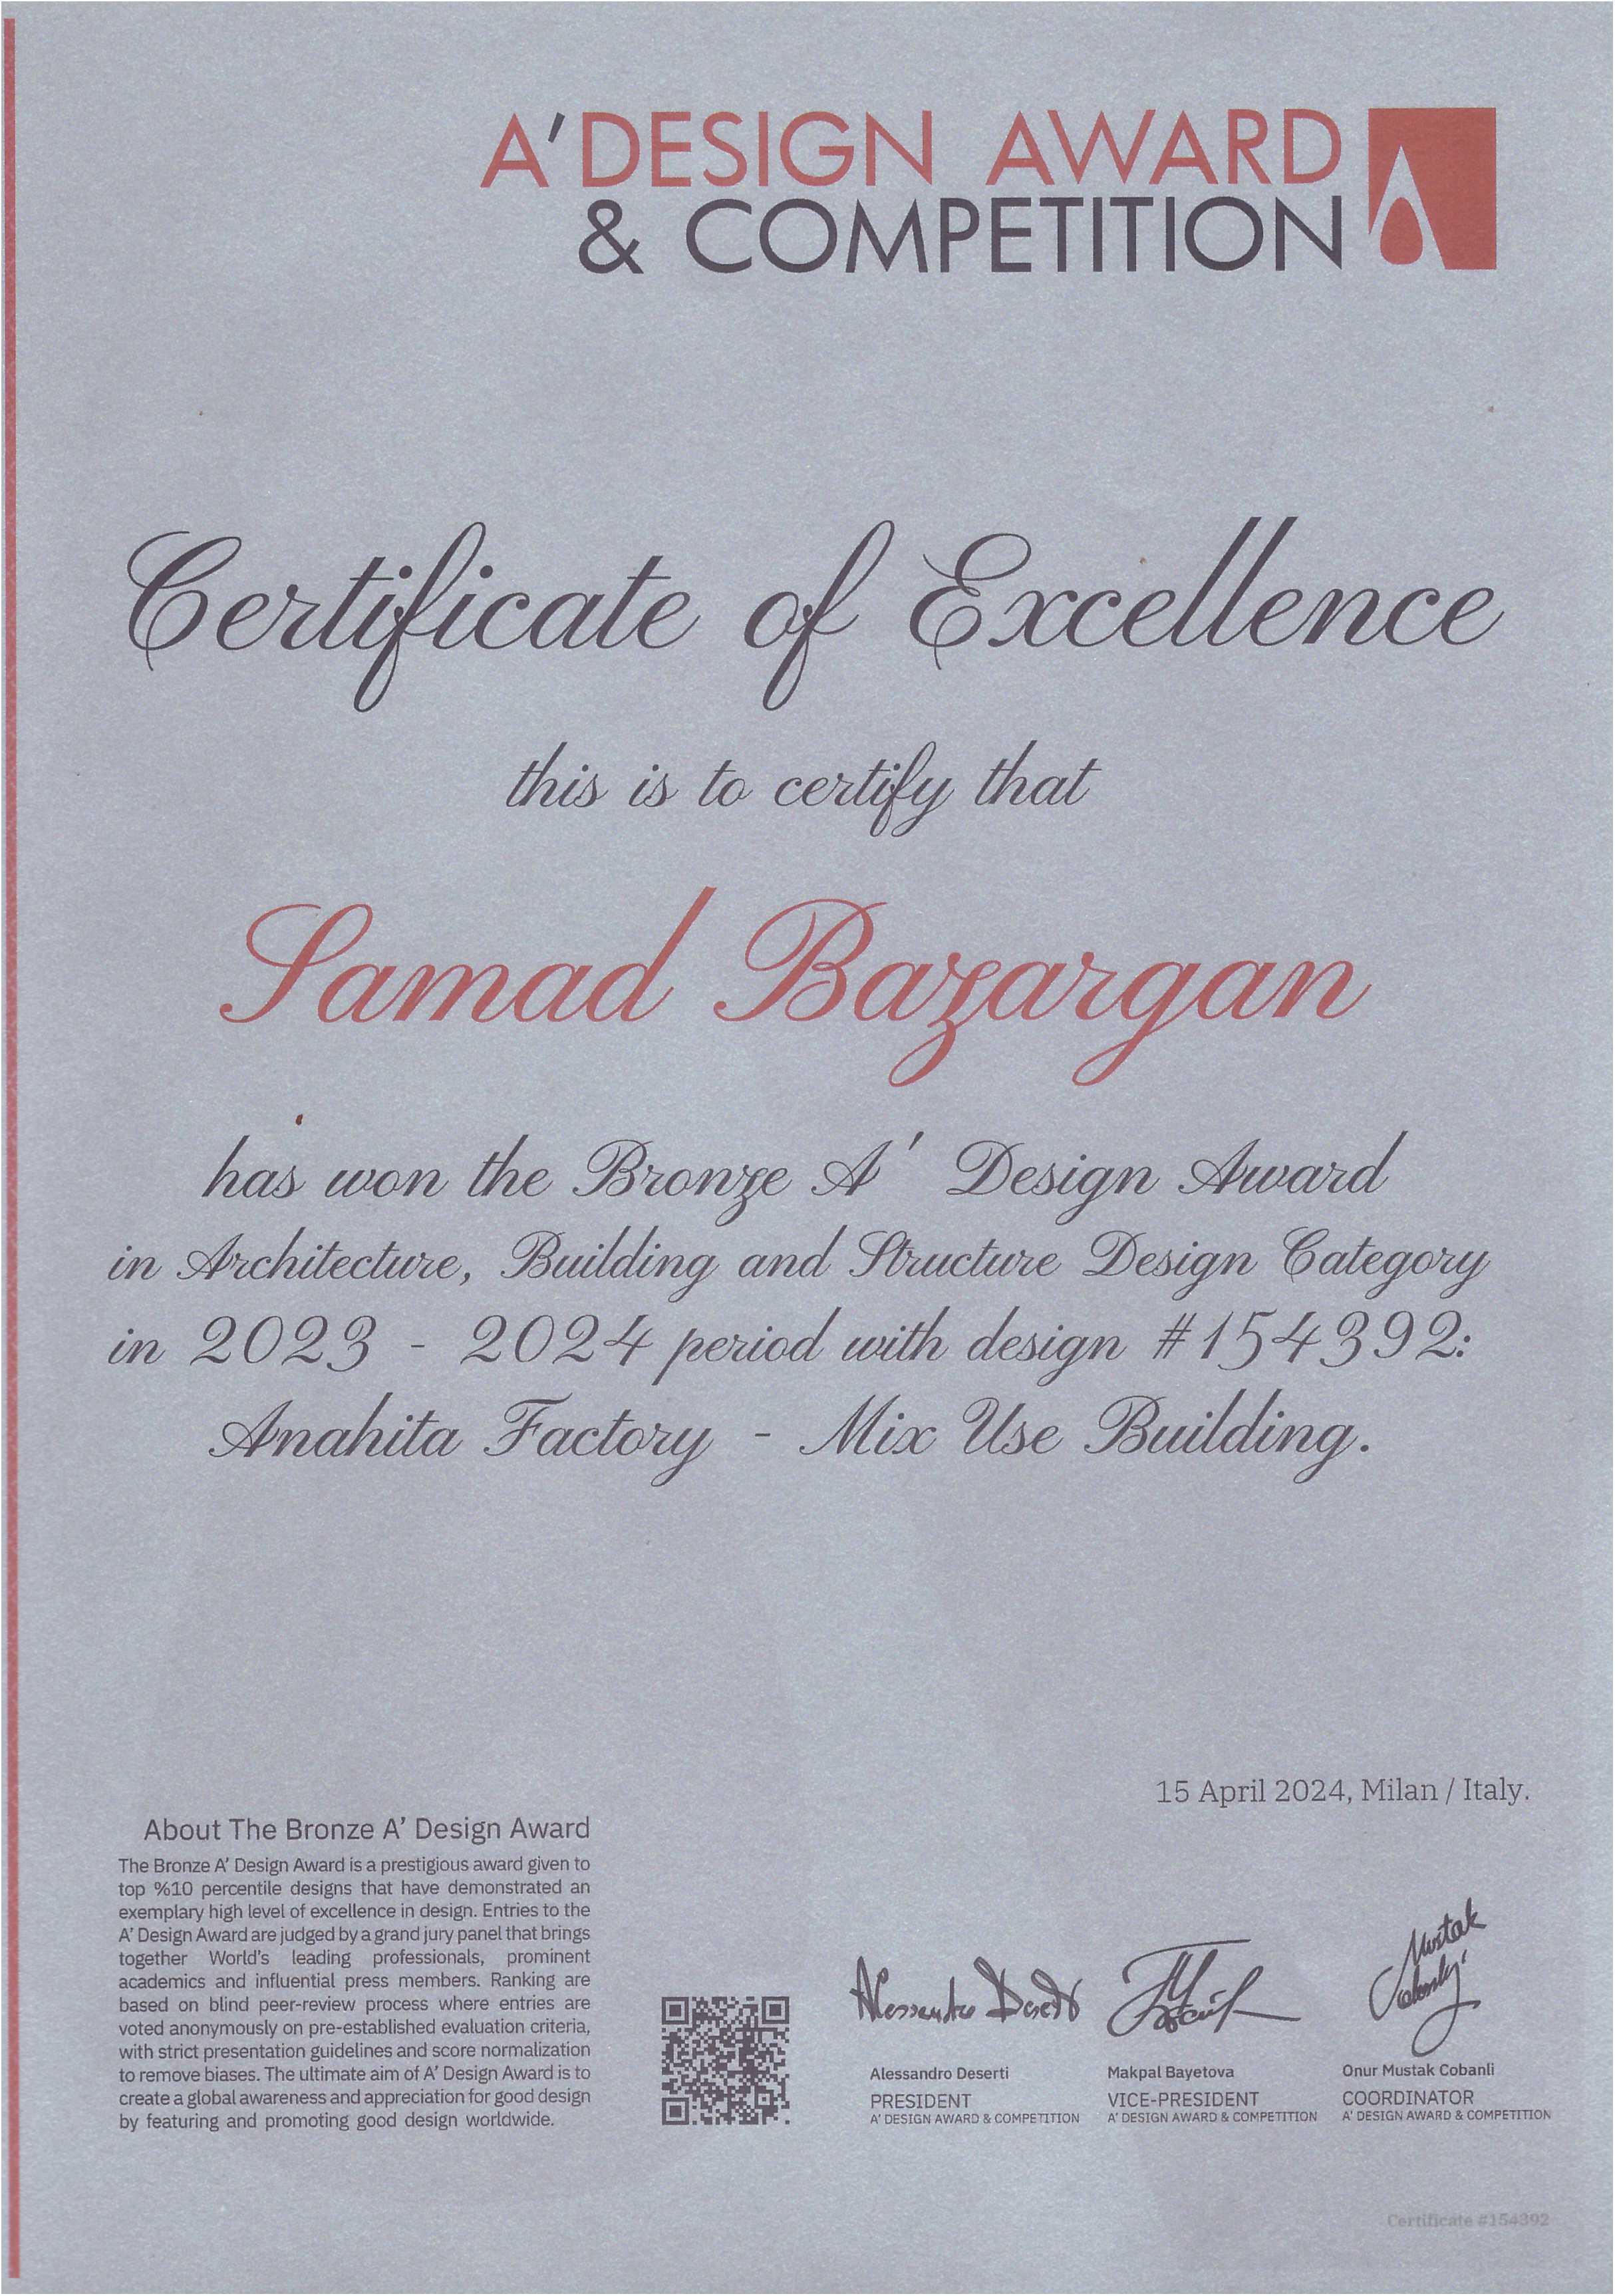 A' DESIGN AWARD
& COMPETITION
Certificate of Excellence
this is to certify that
Samad Bazargan
has won the Bronze A' Design Award
in Architecture, Building and Structure Design Category
in 2023 - 2024 period with design #154392:
Anahita Factory - Mix Use Building.
15 April 2024, Milan / Italy.
About The Bronze A' Design Award
The Bronze A' Design Award is a prestigious award given to
top %10 percentile designs that have demonstrated an
exemplary high level of excellence in design. Entries to the
A' Design Award are judged by a grand jury panel that brings
together World's leading professionals, prominent
academics and influential press members. Ranking are
based on blind peer-review process where entries are
voted anonymously on pre-established evaluation criteria,
with strict presentation guidelines and score normalization
to remove biases. The ultimate aim of A' Design Award is to
create a global awareness and appreciation for good design
by featuring and promoting good design worldwide.
Alessandro Deserti
Mustak
Cobanli
Alessandro Deserti
PRESIDENT
A' DESIGN AWARD & COMPETITION
Makpal Bayetova
VICE-PRESIDENT
A' DESIGN AWARD & COMPETITION
Onur Mustak Cobanli
COORDINATOR
A' DESIGN AWARD & COMPETITION
Certificate #154392